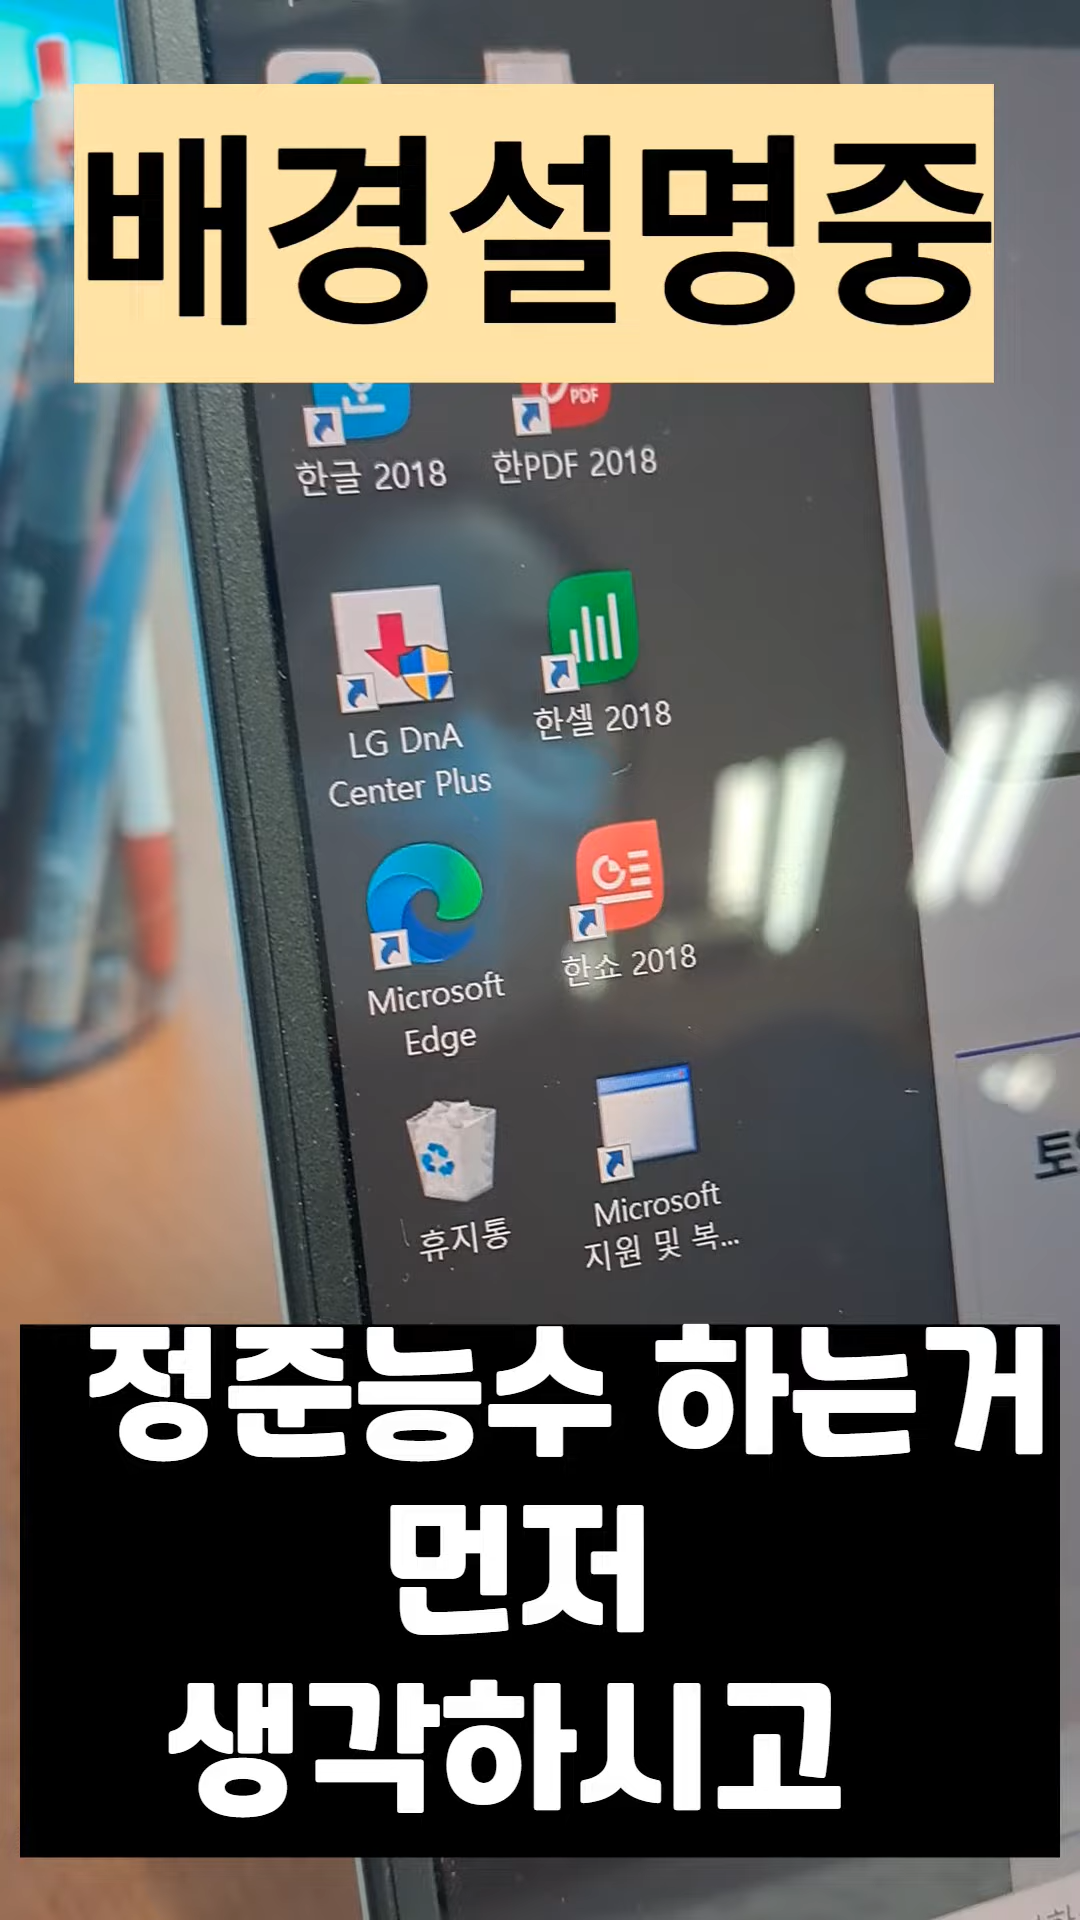 배경설명중
PDF
한글 2018
한PDF 2018
LG DnA
Center Plus
한셀 2018
Microsoft
Edge
한쇼 2018
휴지통
Microsoft
지원 및 복...
정준능수 하는거
먼저
생각하시고